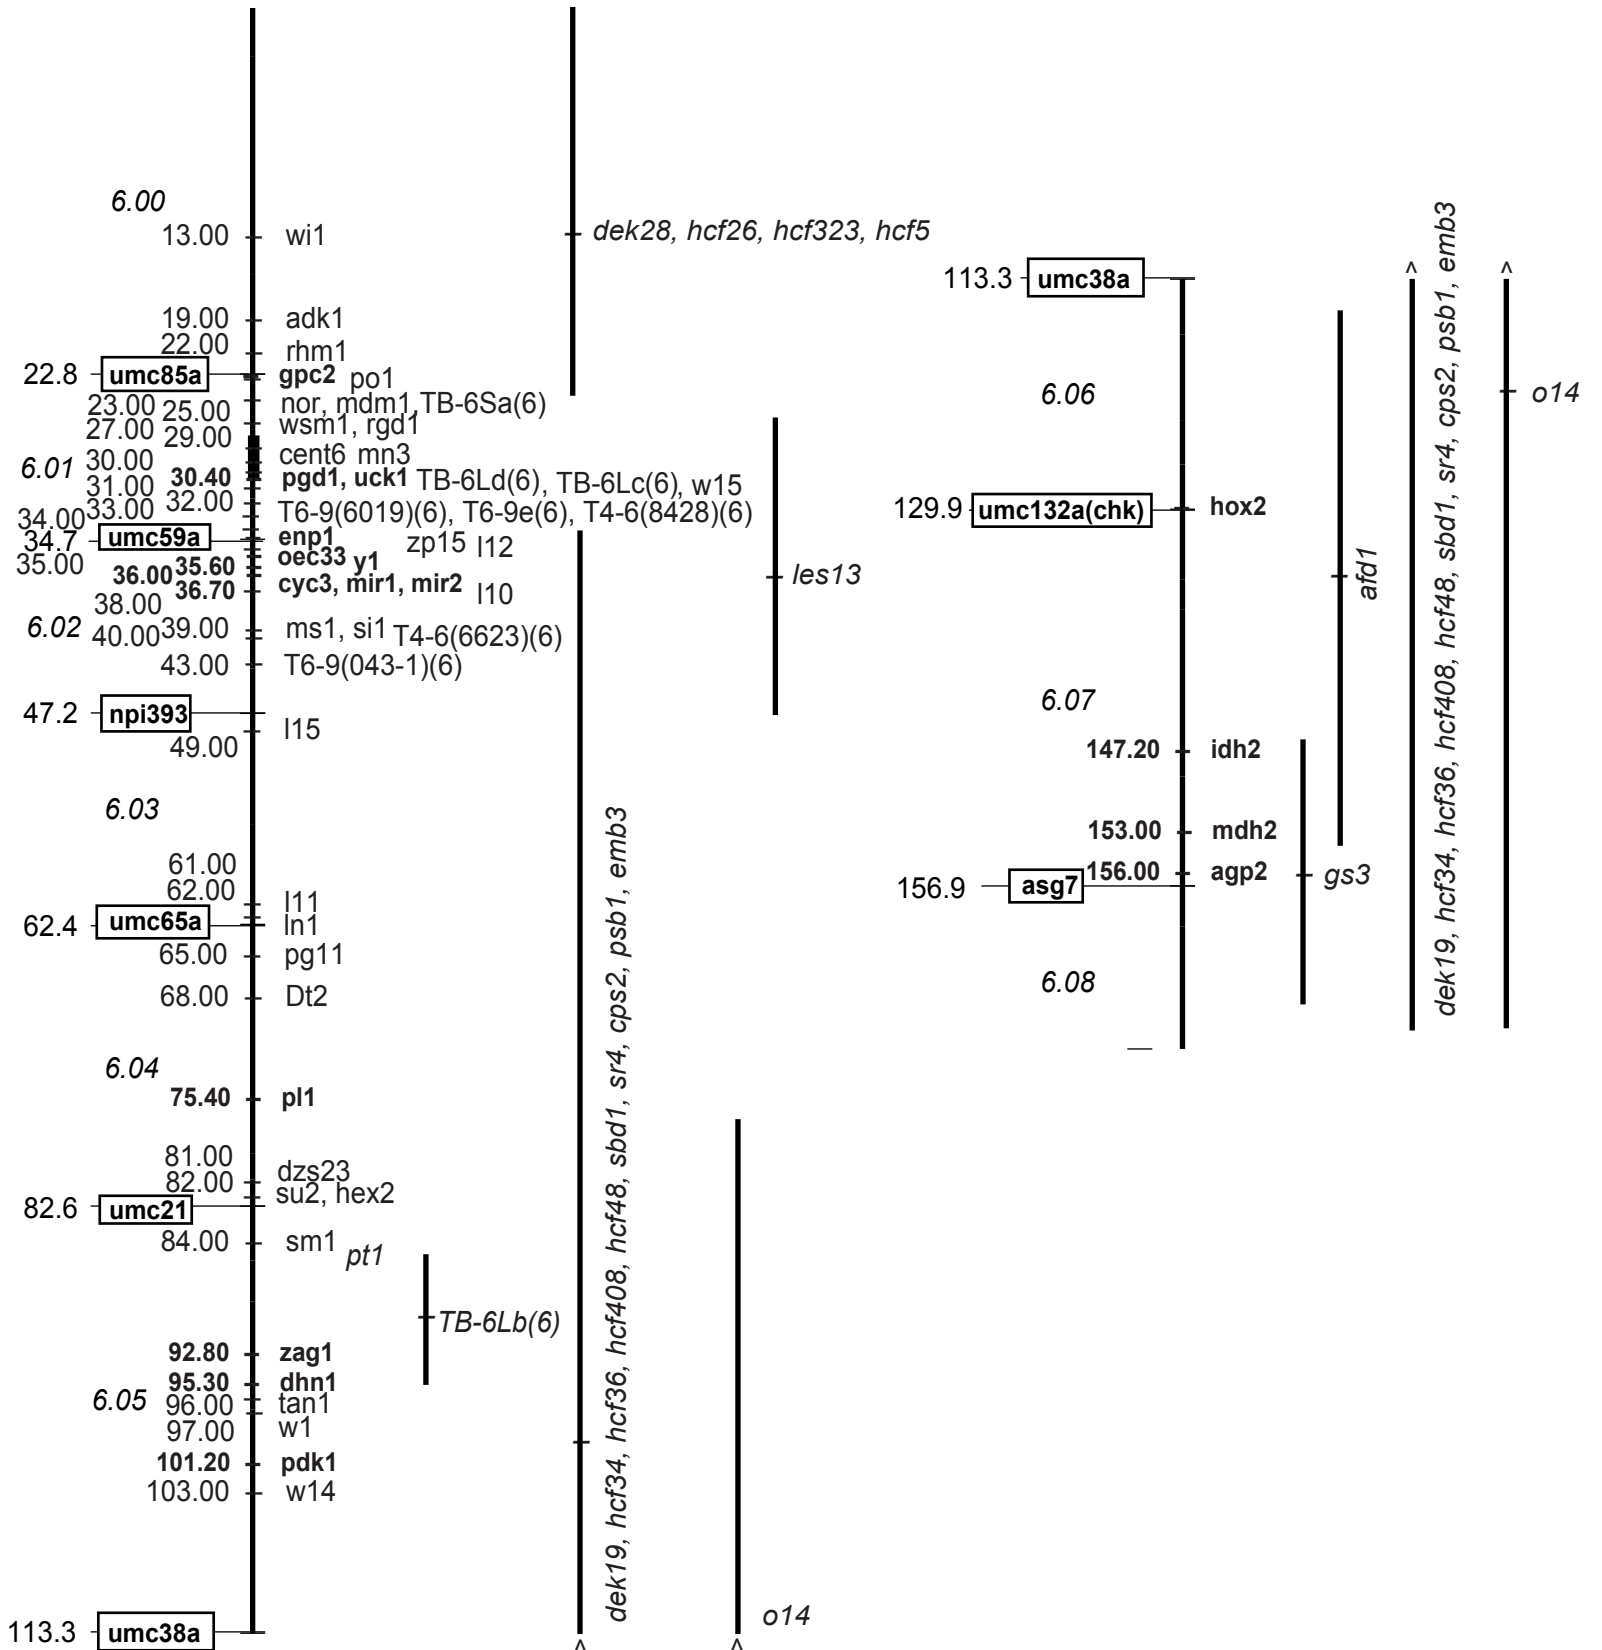 6.00
13.00 wi1
dek28, hcf26, hcf323, hcf5
19.00 adk1
22.00 rhm1
22.8 umc85a gpc2 po1
23.00 25.00 nor, mdm1, TB-6Sa(6)
27.00 29.00 wsm1, rgd1
30.00 cent6 mn3
6.01 30.40 pgd1, uck1 TB-6Ld(6), TB-6Lc(6), w15
31.00 32.00
33.00 T6-9(6019)(6), T6-9e(6), T4-6(8428)(6)
34.00
34.7 umc59a enp1 zp15 l12
35.00 35.60 oec33 y1
36.00 36.70 cyc3, mir1, mir2 l10
les13
38.00
6.02 40.00 39.00 ms1, si1 T4-6(6623)(6)
43.00 T6-9(043-1)(6)
47.2 npi393
49.00 l15
6.03
61.00
62.00 l11
62.4 umc65a ln1
65.00 pg11
68.00 Dt2
6.04
75.40 pl1
81.00 dzs23
82.00 su2, hex2
82.6 umc21
84.00 sm1 pt1
TB-6Lb(6)
92.80 zag1
95.30 dhn1
6.05 96.00 tan1
97.00 w1
101.20 pdk1
103.00 w14
113.3 umc38a
dek19, hcf34, hcf36, hcf408, hcf48, sbd1, sr4, cps2, psb1, emb3
^
o14
^
113.3 umc38a
6.06
129.9 umc132a(chk) hox2
6.07
147.20 idh2
153.00 mdh2
156.00 agp2
156.9 asg7
6.08
gs3
afd1
^
dek19, hcf34, hcf36, hcf408, hcf48, sbd1, sr4, cps2, psb1, emb3
^
o14